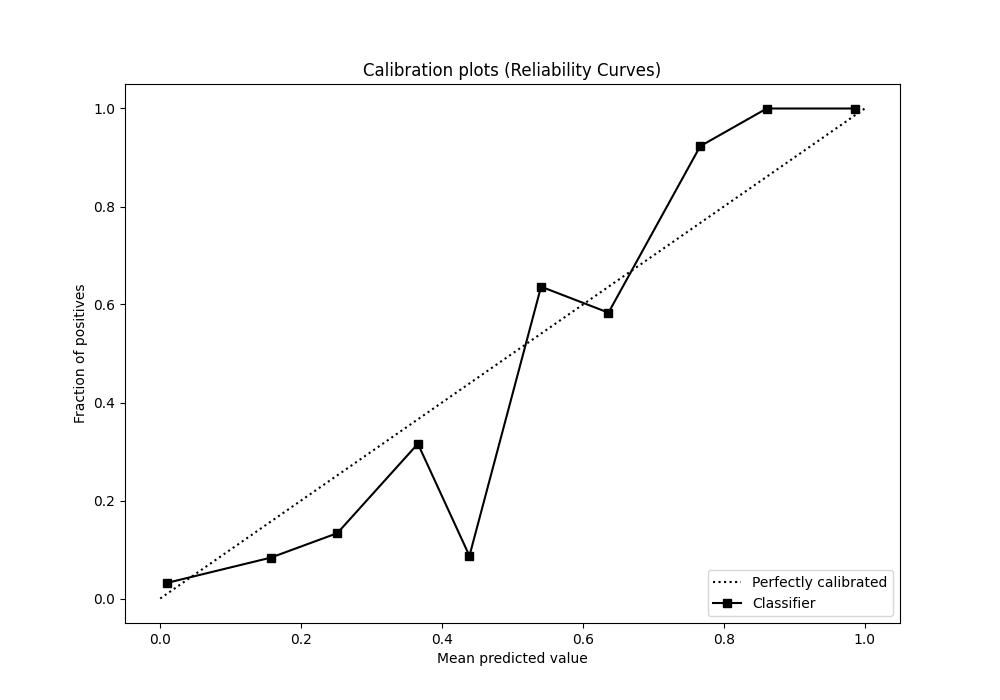 Calibration plots (Reliability Curves)
1.0
0.8
0.6
0.4
0.2
0.0
Fraction of positives
0.0 0.2 0.4 0.6 0.8 1.0
Mean predicted value
Perfectly calibrated
Classifier